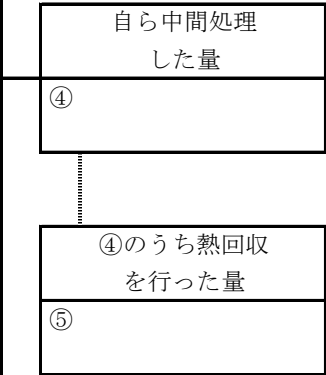 自ら中間処理
した量
④
④のうち熱回収
を行った量
⑤